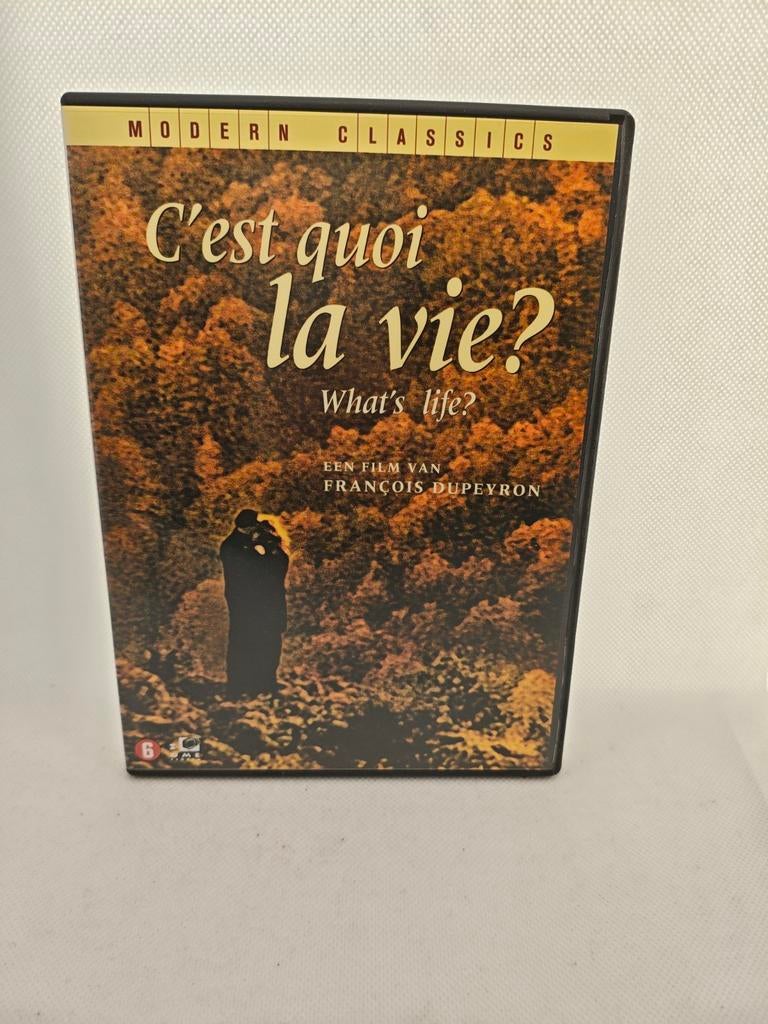 MODERN CLASSICS
C'est quoi
la vie?
What's life?
EEN FILM VAN
FRANÇOIS DUPEYRON
6